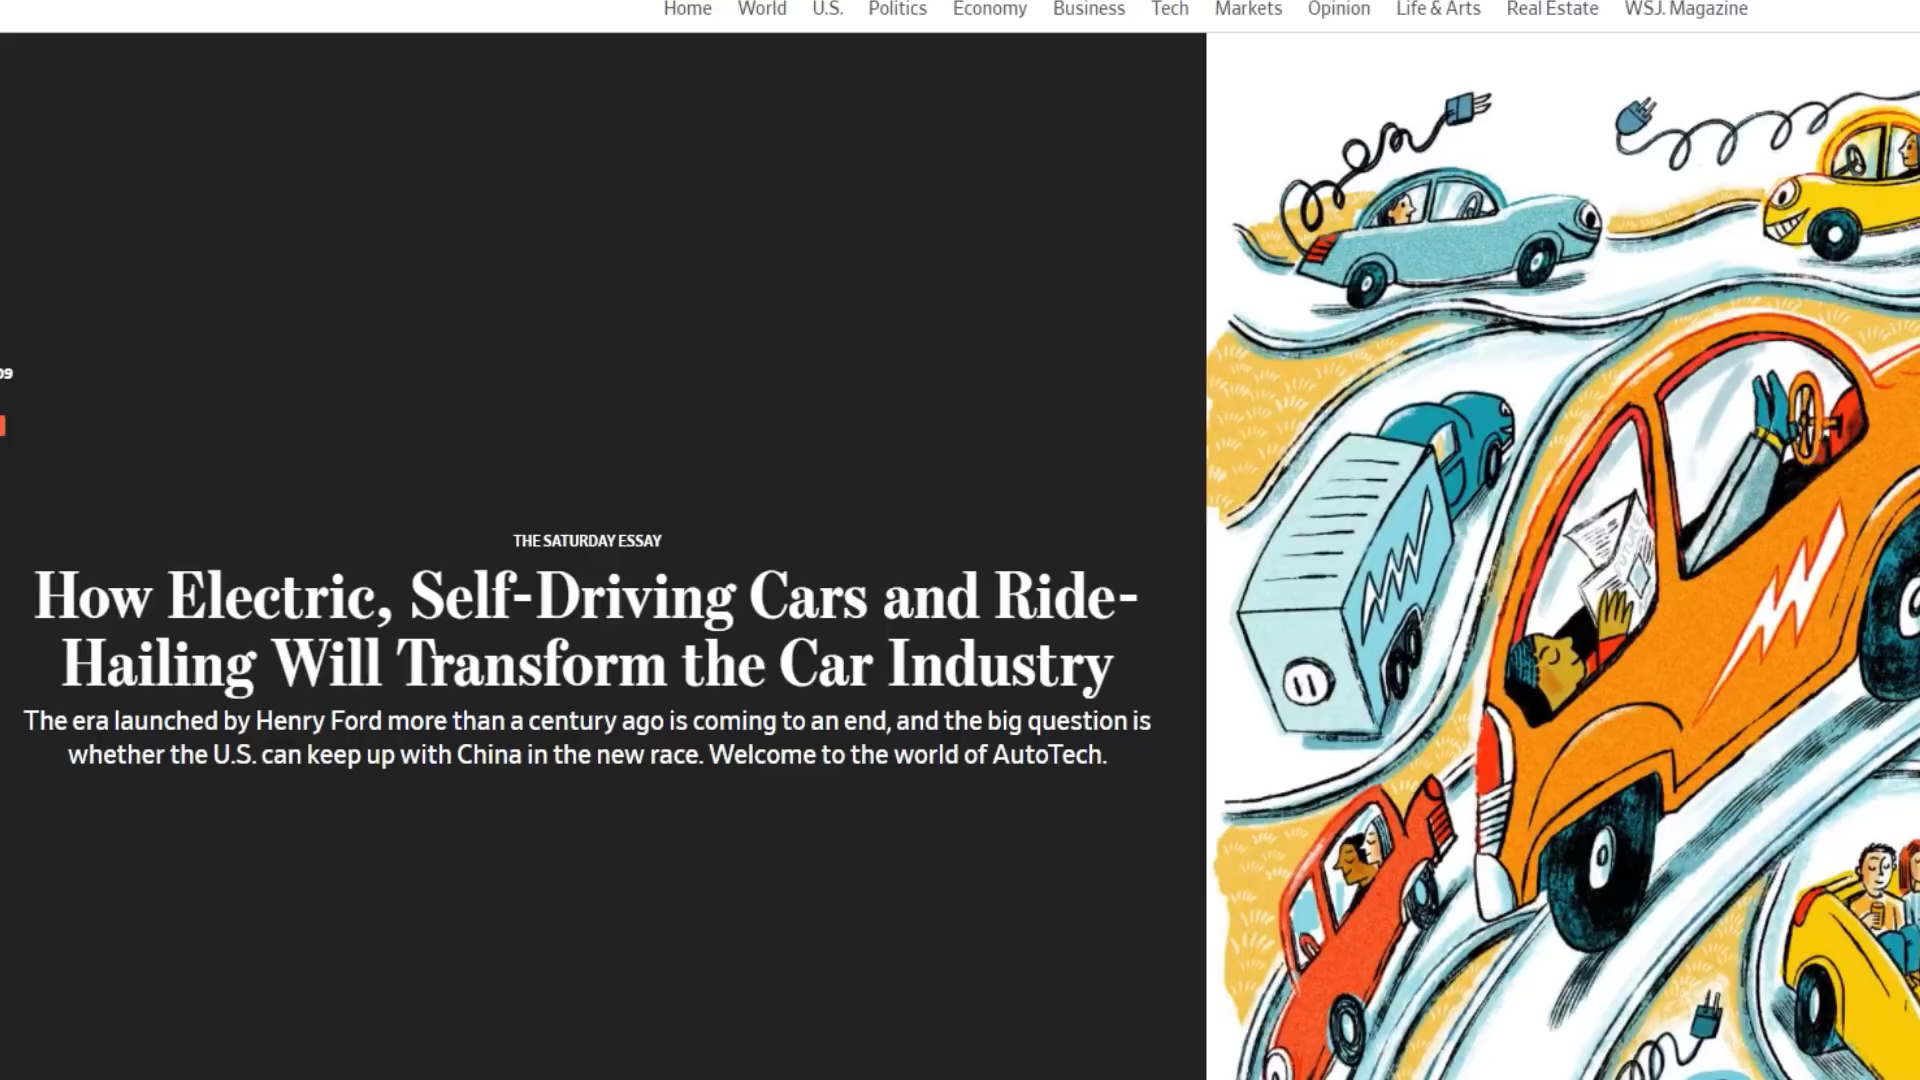 Home World U.S. Politics Economy Business Tech Markets Opinion Life & Arts Real Estate WSJ. Magazine
09
THE SATURDAY ESSAY
How Electric, Self-Driving Cars and Ride-
Hailing Will Transform the Car Industry
The era launched by Henry Ford more than a century ago is coming to an end, and the big question is
whether the U.S. can keep up with China in the new race. Welcome to the world of AutoTech.